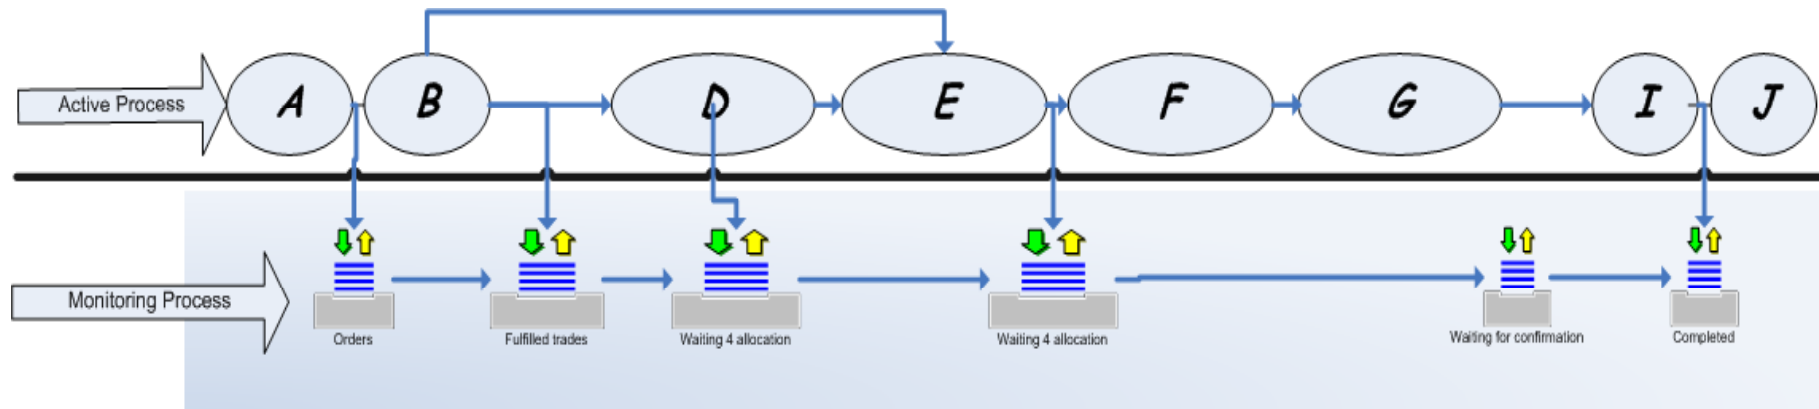 Active Process
A
B
D
E
F
G
I
J
Monitoring Process
Orders
Fulfilled trades
Waiting 4 allocation
Waiting 4 allocation
Waiting for confirmation
Completed